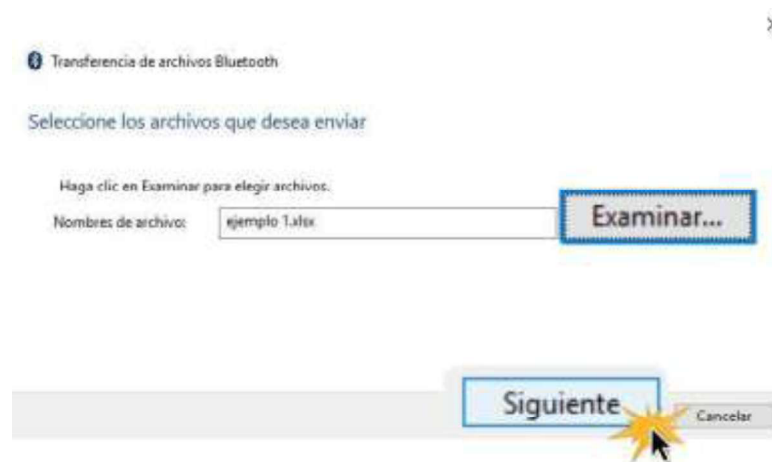 Transferencia de archivos Bluetooth
Seleccione los archivos que desea enviar
Haga clic en Examinar para elegir archivos.
Nombres de archivo: ejemplo 1.xlsx Examinar...
Siguiente Cancelar